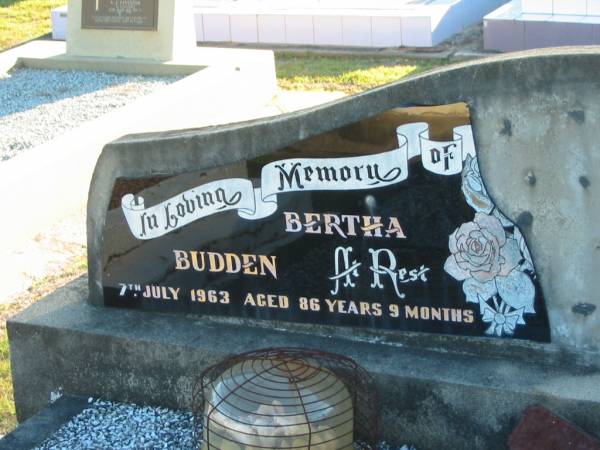 In Loving Memory of
BERTHA
BUDDEN At Rest
7TH JULY 1963 AGED 86 YEARS 9 MONTHS